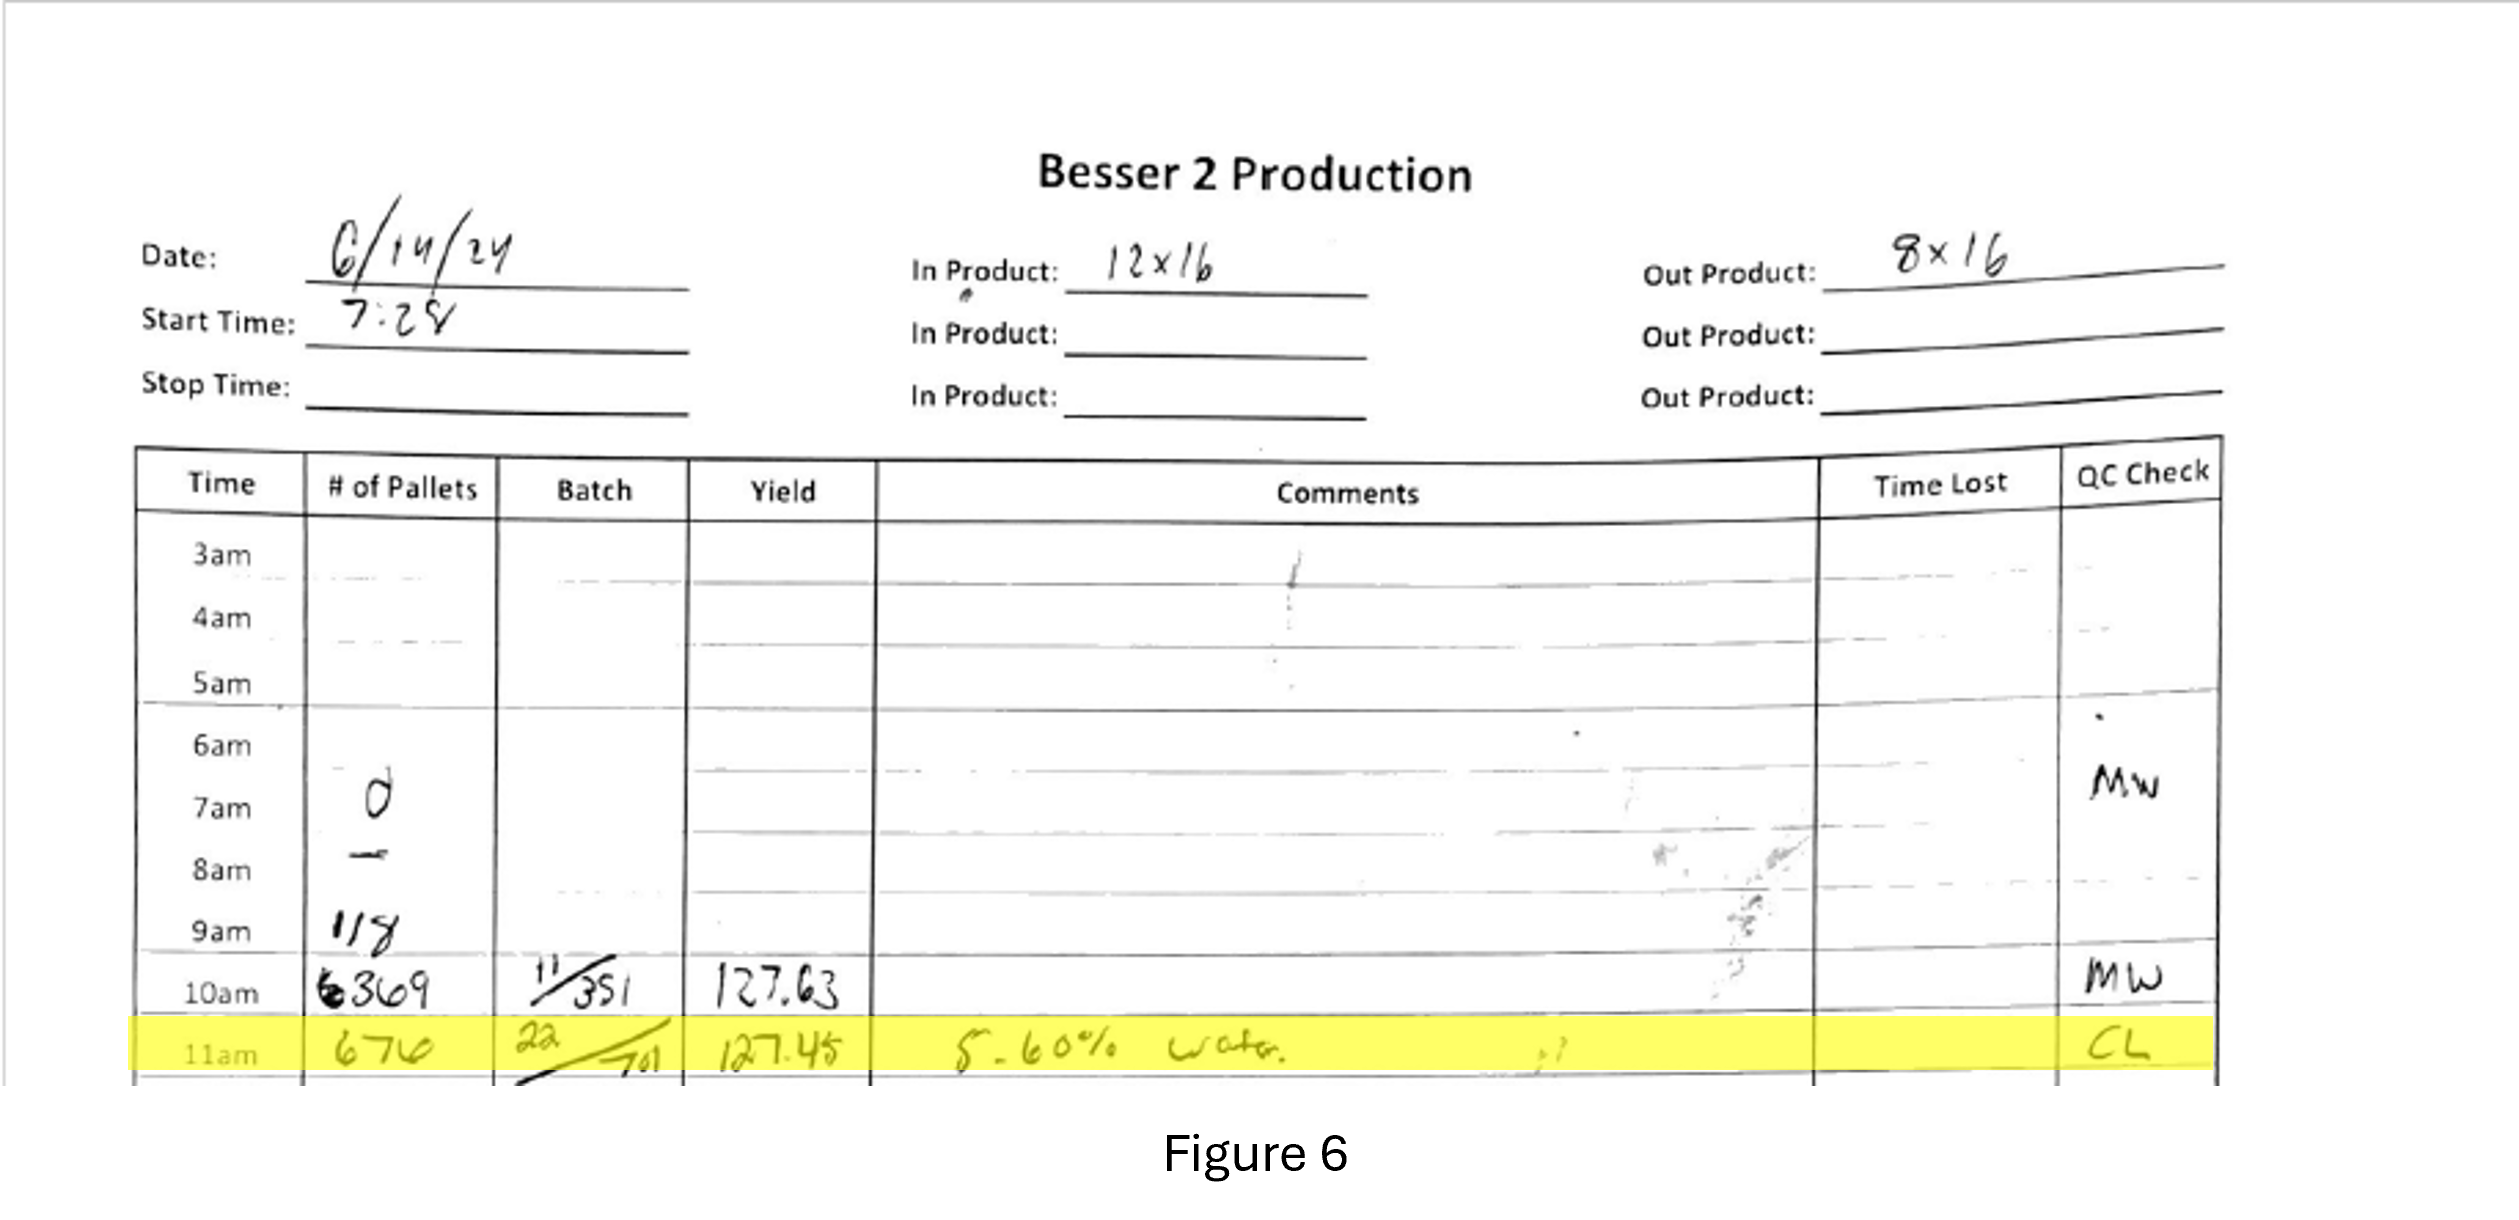 Besser 2 Production
Date: 6/14/24 In Product: 12x16 Out Product: 8x16
Start Time: 7:28 In Product: Out Product:
Stop Time: In Product: Out Product:
Time # of Pallets Batch Yield Comments Time Lost QC Check
3am
4am
5am
6am
7am 0 MW
8am –
9am 118
10am 369 11/351 127.63 MW
11am 676 22/701 127.45 5.60% water. CL
Figure 6